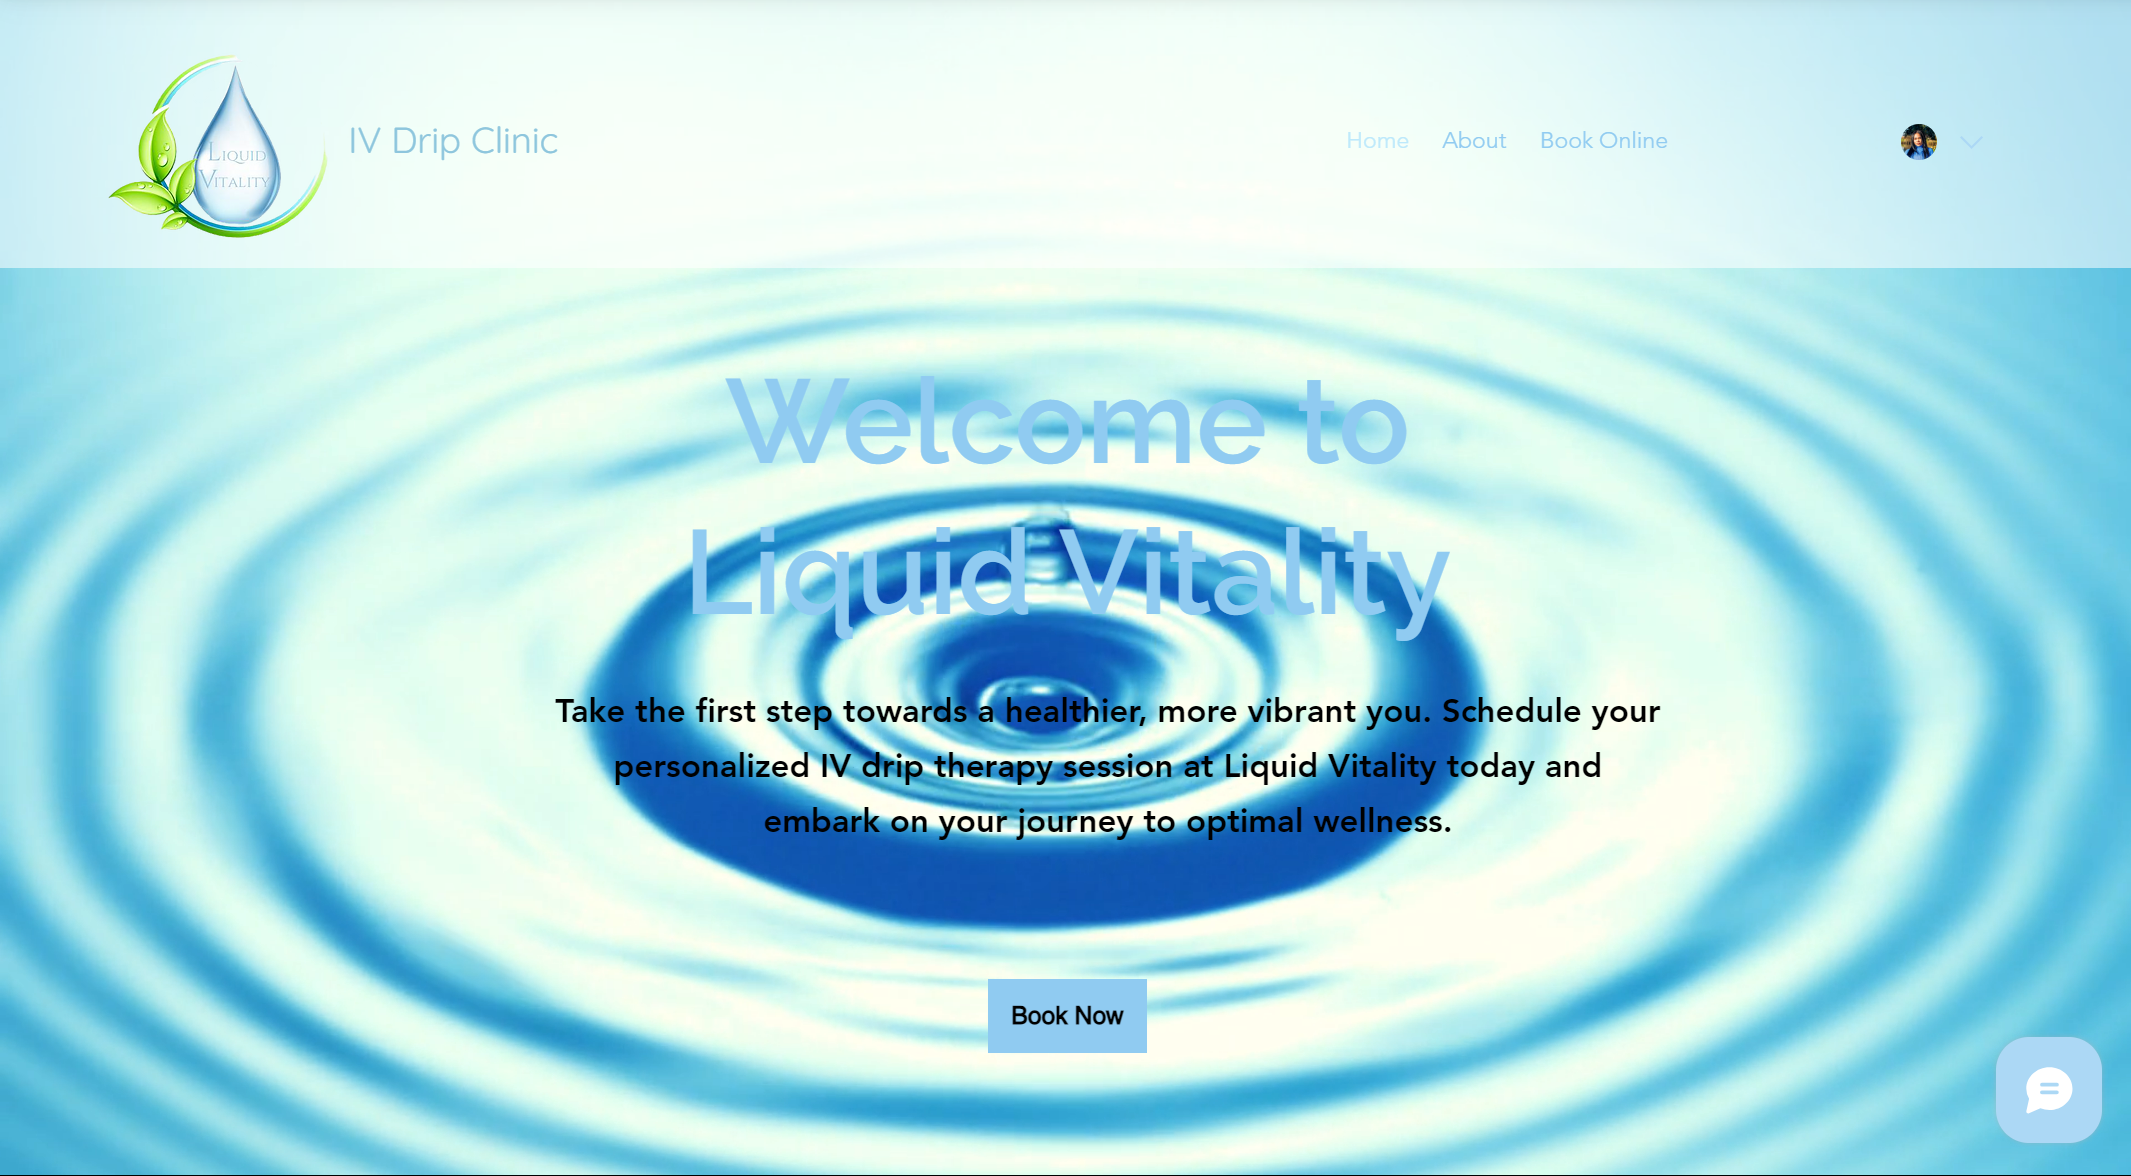 Liquid
Vitality
IV Drip Clinic
Home
About
Book Online
Welcome to
Liquid Vitality
Take the first step towards a healthier, more vibrant you. Schedule your
personalized IV drip therapy session at Liquid Vitality today and
embark on your journey to optimal wellness.
Book Now